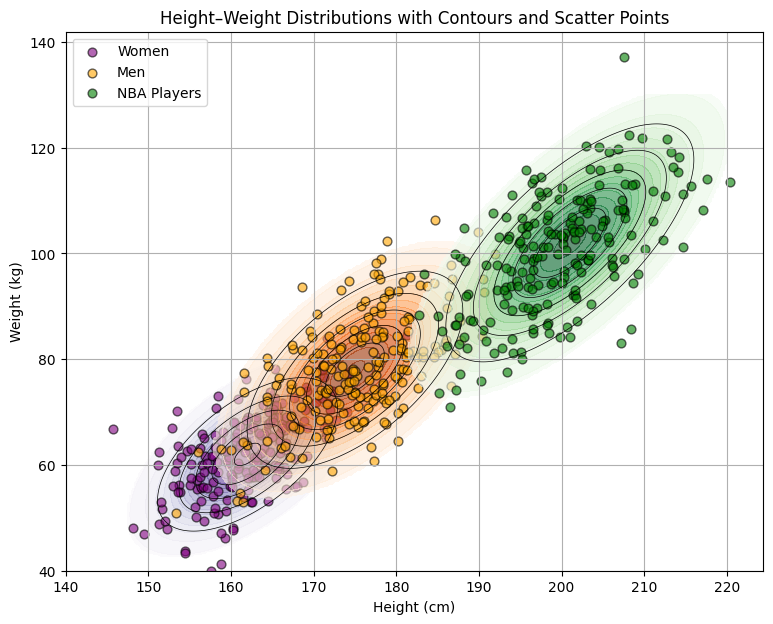 Height–Weight Distributions with Contours and Scatter Points
Women
Men
NBA Players
Weight (kg)
140
120
100
80
60
40
140 150 160 170 180 190 200 210 220
Height (cm)